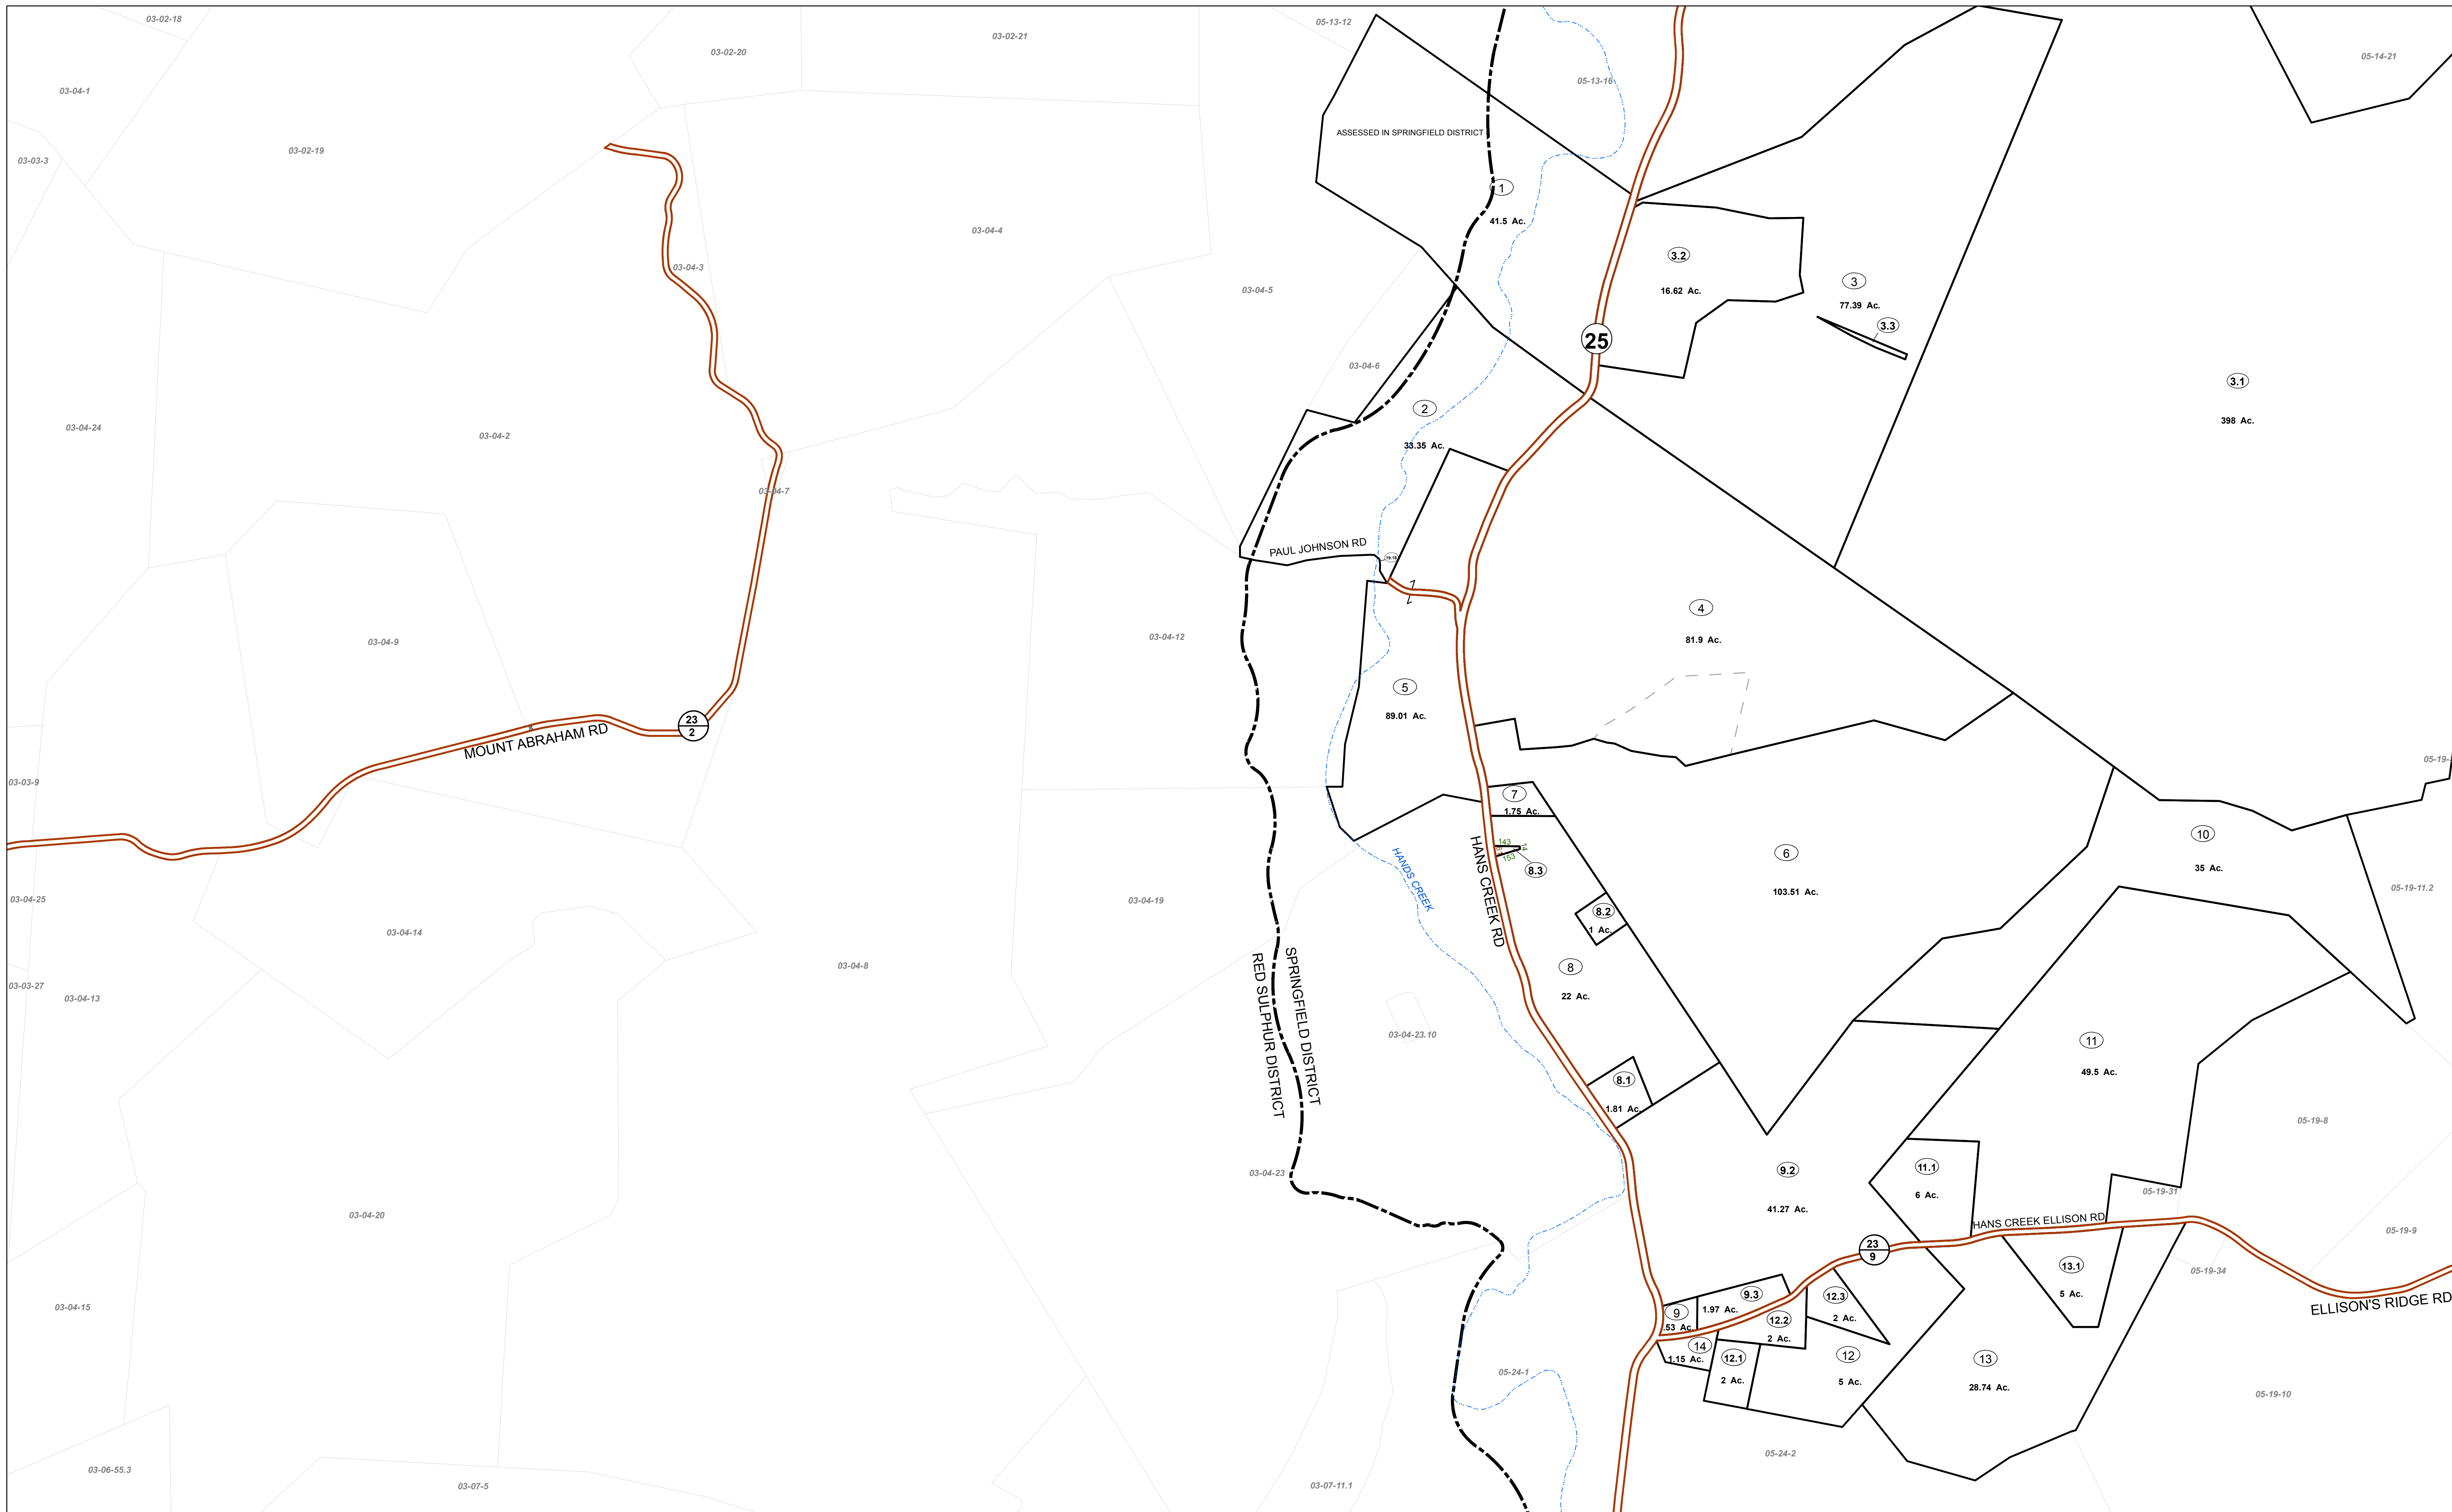 03-02-18
05-13-12
03-02-21
03-02-20
05-14-21
05-13-16
03-04-1
ASSESSED IN SPRINGFIELD DISTRICT
03-02-19
03-03-3
1
41.5 Ac.
03-04-4
3.2
16.62 Ac.
03-04-3
3
77.39 Ac.
3.3
03-04-5
25
03-04-6
3.1
398 Ac.
2
33.35 Ac.
03-04-24
03-04-2
03-04-7
PAUL JOHNSON RD
4
81.9 Ac.
03-04-12
03-04-9
5
89.01 Ac.
23
2
MOUNT ABRAHAM RD
05-19-
03-03-9
7
1.75 Ac.
143
14
153
8.3
HANS CREEK RD
HANDS CREEK
6
103.51 Ac.
10
35 Ac.
05-19-11.2
03-04-25
03-04-19
8.2
1 Ac.
03-04-14
03-04-8
8
22 Ac.
03-03-27
03-04-13
SPRINGFIELD DISTRICT
RED SULPHUR DISTRICT
03-04-23.10
11
49.5 Ac.
8.1
1.81 Ac.
05-19-8
03-04-23
9.2
41.27 Ac.
11.1
6 Ac.
05-19-31
03-04-20
HANS CREEK ELLISON RD
05-19-9
23
9
13.1
5 Ac.
05-19-34
03-04-15
9.3
1.97 Ac.
12.3
2 Ac.
ELLISON'S RIDGE RD
9
.53 Ac.
12.2
2 Ac.
14
1.15 Ac.
12.1
2 Ac.
12
5 Ac.
13
28.74 Ac.
05-24-1
05-19-10
05-24-2
03-06-55.3
03-07-5
03-07-11.1